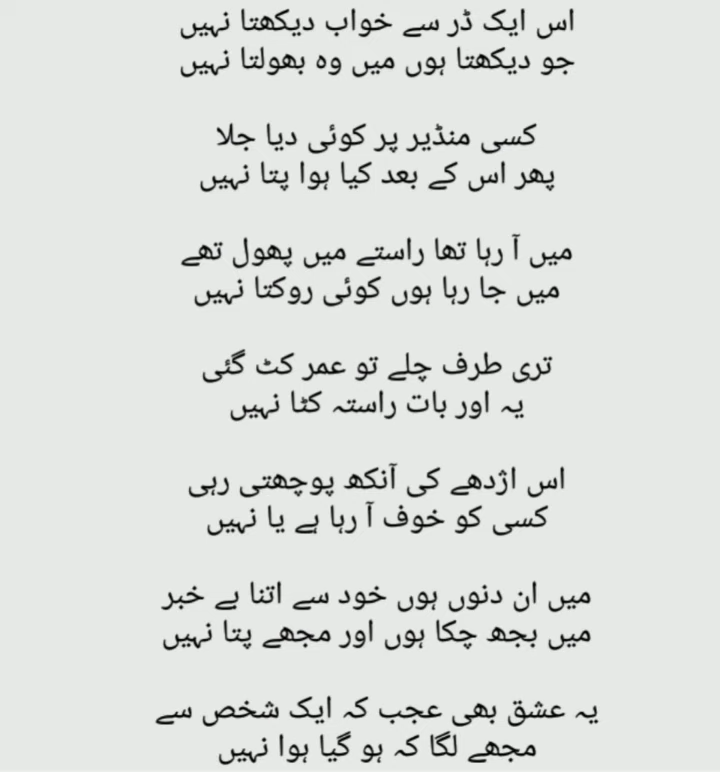 اس ایک ڈر سے خواب دیکھتا نہیں
جو دیکھتا ہوں میں وہ بھولتا نہیں
کسی منڈیر پر کوئی دیا جلا
پھر اس کے بعد کیا ہوا پتا نہیں
میں آ رہا تھا راستے میں پھول تھے
میں جا رہا ہوں کوئی روکتا نہیں
تری طرف چلے تو عمر کٹ گئی
یہ اور بات راستہ کٹا نہیں
اس اژدھے کی آنکھ پوچھتی رہی
کسی کو خوف آ رہا ہے یا نہیں
میں ان دنوں ہوں خود سے اتنا بے خبر
میں بجھ چکا ہوں اور مجھے پتا نہیں
یہ عشق بھی عجب کہ ایک شخص سے
مجھے لگا کہ ہو گیا ہوا نہیں